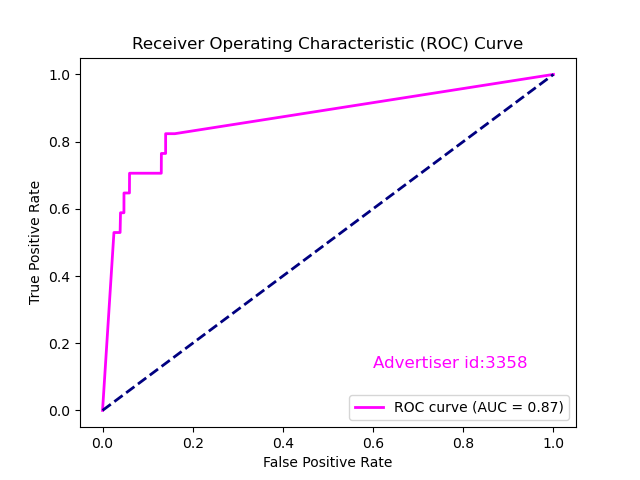 Receiver Operating Characteristic (ROC) Curve
True Positive Rate
1.0
0.8
0.6
0.4
0.2
0.0
Advertiser id:3358
ROC curve (AUC = 0.87)
0.0 0.2 0.4 0.6 0.8 1.0
False Positive Rate